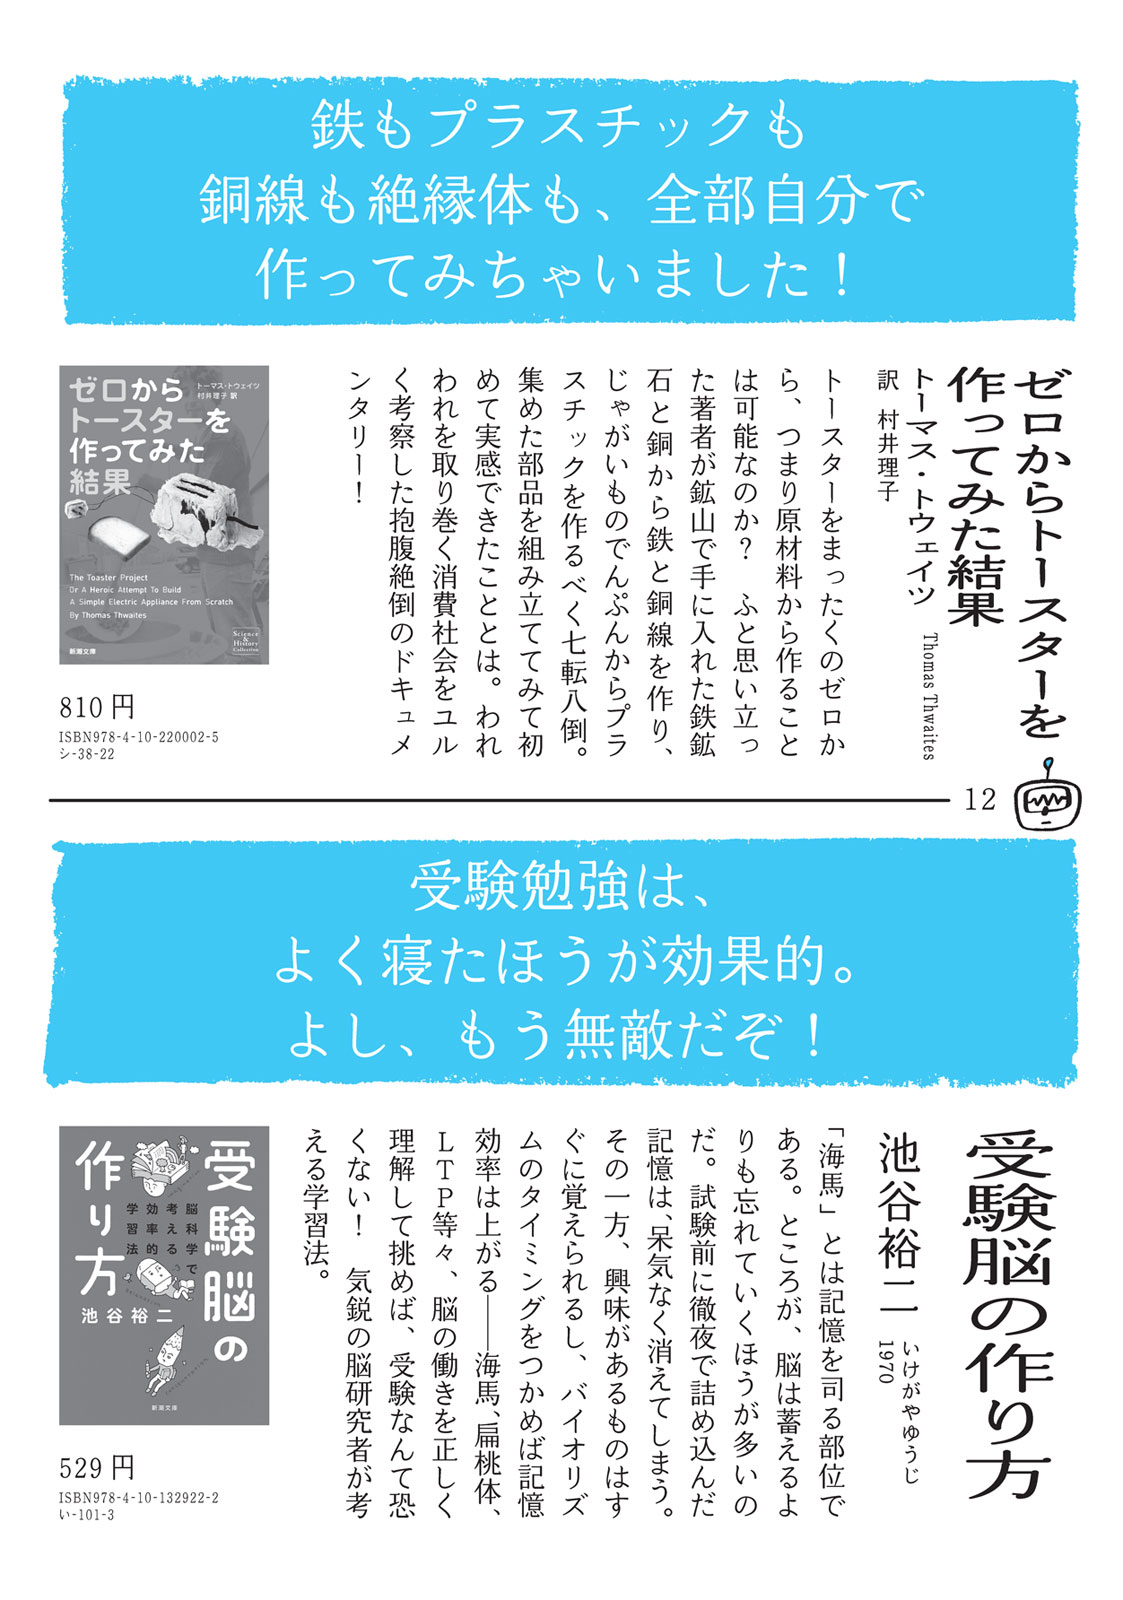 鉄もプラスチックも
銅線も絶縁体も、全部自分で
作ってみちゃいました！
ゼロからトースターを
作ってみた結果
トーマス・トウェイツ
Thomas Thwaites
訳 村井理子
トースターをまったくのゼロか
ら、つまり原材料から作ること
は可能なのか？　ふと思い立っ
た著者が鉱山で手に入れた鉄鉱
石と銅から鉄と銅線を作り、
じゃがいものでんぷんからプラ
スチックを作るべく七転八倒。
集めた部品を組み立ててみて初
めて実感できたこととは。われ
われを取り巻く消費社会をユル
く考察した抱腹絶倒のドキュメ
ンタリー！
ゼロから
トースターを
作ってみた
結果
トーマス・トウェイツ
村井理子 訳
The Toaster Project
Or A Heroic Attempt To Build
A Simple Electric Appliance From Scratch
By Thomas Thwaites
Science
&
History
Collection
新潮文庫
810 円
ISBN978-4-10-220002-5
シ-38-22
12
受験勉強は、
よく寝たほうが効果的。
よし、もう無敵だぞ！
受験脳の作り方
池谷裕二
いけがやゆうじ
1970
「海馬」とは記憶を司る部位で
ある。ところが、脳は蓄えるよ
りも忘れていくほうが多いの
だ。試験前に徹夜で詰め込んだ
記憶は、呆気なく消えてしまう。
その一方、興味があるものはす
ぐに覚えられるし、バイオリズ
ムのタイミングをつかめば記憶
効率は上がる――海馬、扁桃体、
LTP等々、脳の働きを正しく
理解して挑めば、受験なんて恐
くない！　気鋭の脳研究者が考
える学習法。
受験脳の
作り方
脳科学で
考える
効率的
学習法
池谷裕二
新潮文庫
529 円
ISBN978-4-10-132922-2
い-101-3